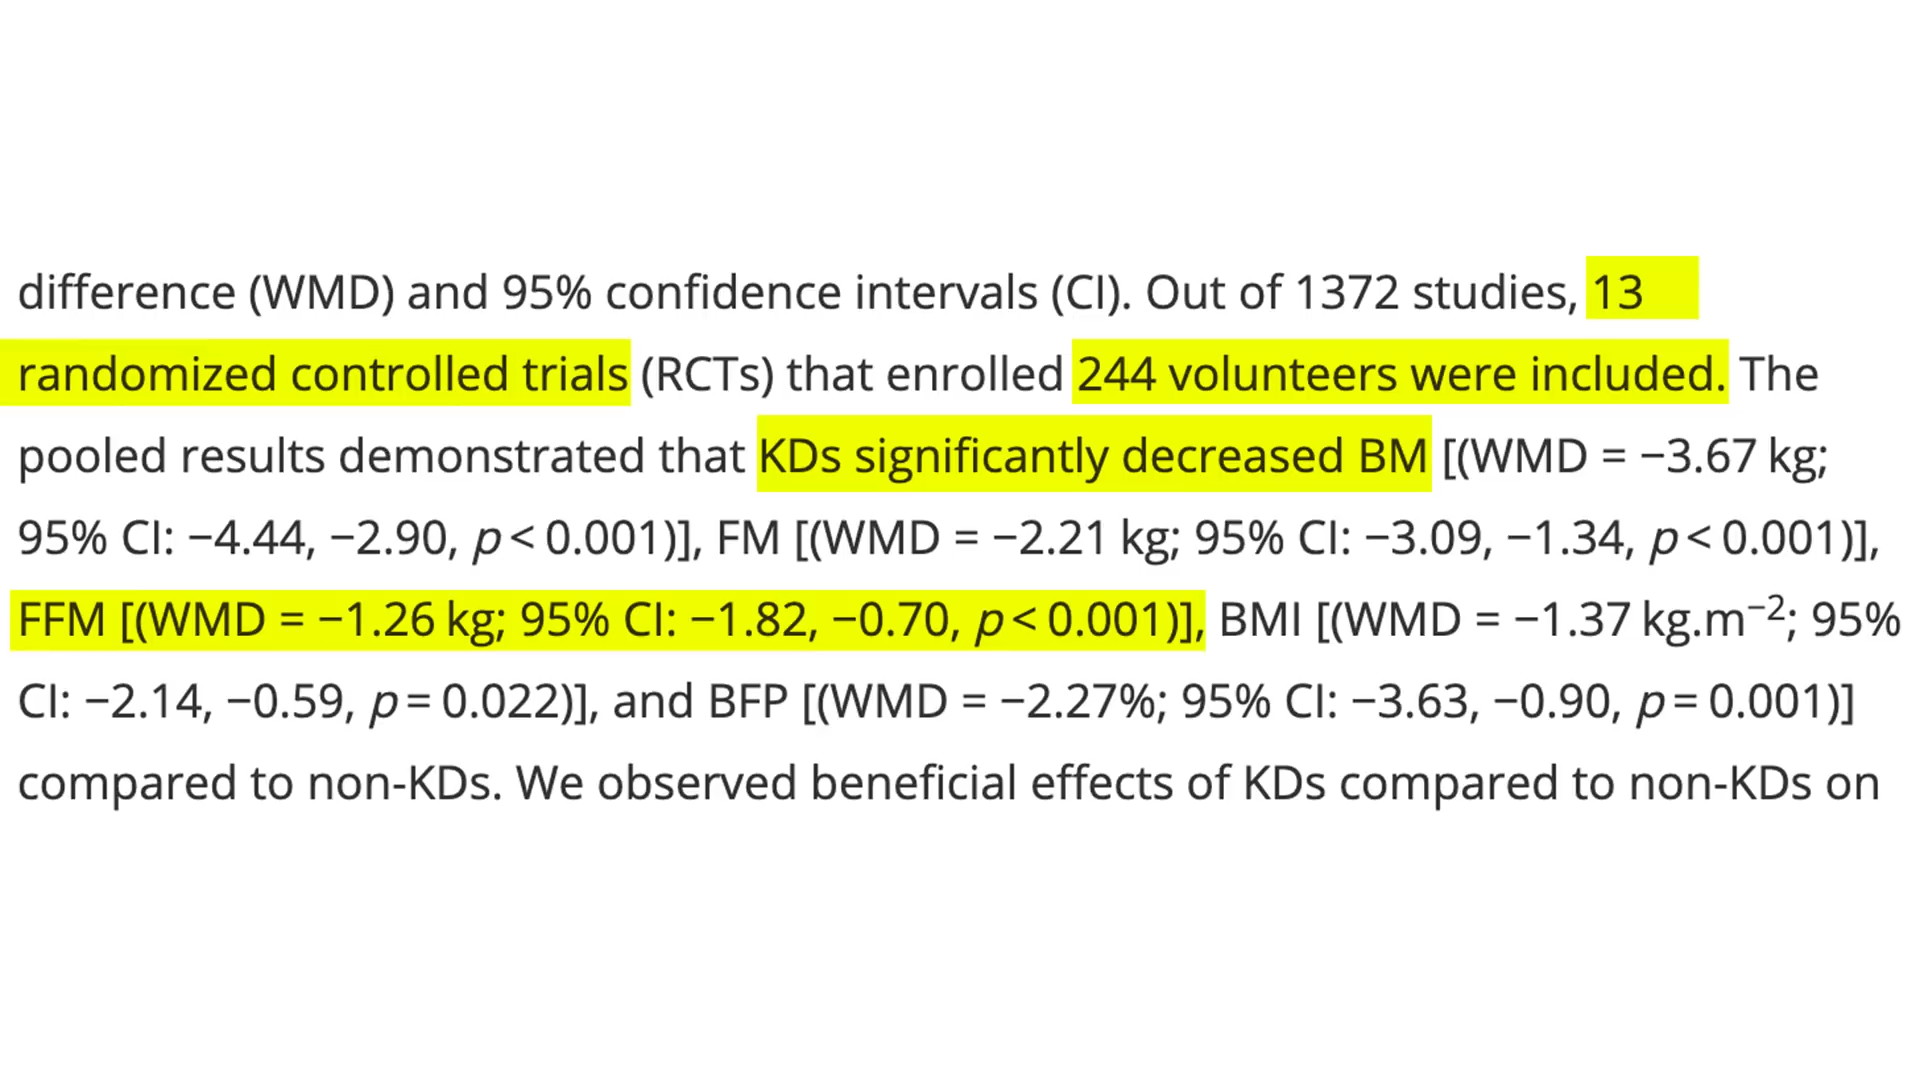 difference (WMD) and 95% confidence intervals (CI). Out of 1372 studies, 13
randomized controlled trials (RCTs) that enrolled 244 volunteers were included. The
pooled results demonstrated that KDs significantly decreased BM [(WMD = −3.67 kg;
95% CI: −4.44, −2.90, p < 0.001)], FM [(WMD = −2.21 kg; 95% CI: −3.09, −1.34, p < 0.001)],
FFM [(WMD = −1.26 kg; 95% CI: −1.82, −0.70, p < 0.001)], BMI [(WMD = −1.37 kg.m⁻²; 95%
CI: −2.14, −0.59, p = 0.022)], and BFP [(WMD = −2.27%; 95% CI: −3.63, −0.90, p = 0.001)]
compared to non-KDs. We observed beneficial effects of KDs compared to non-KDs on